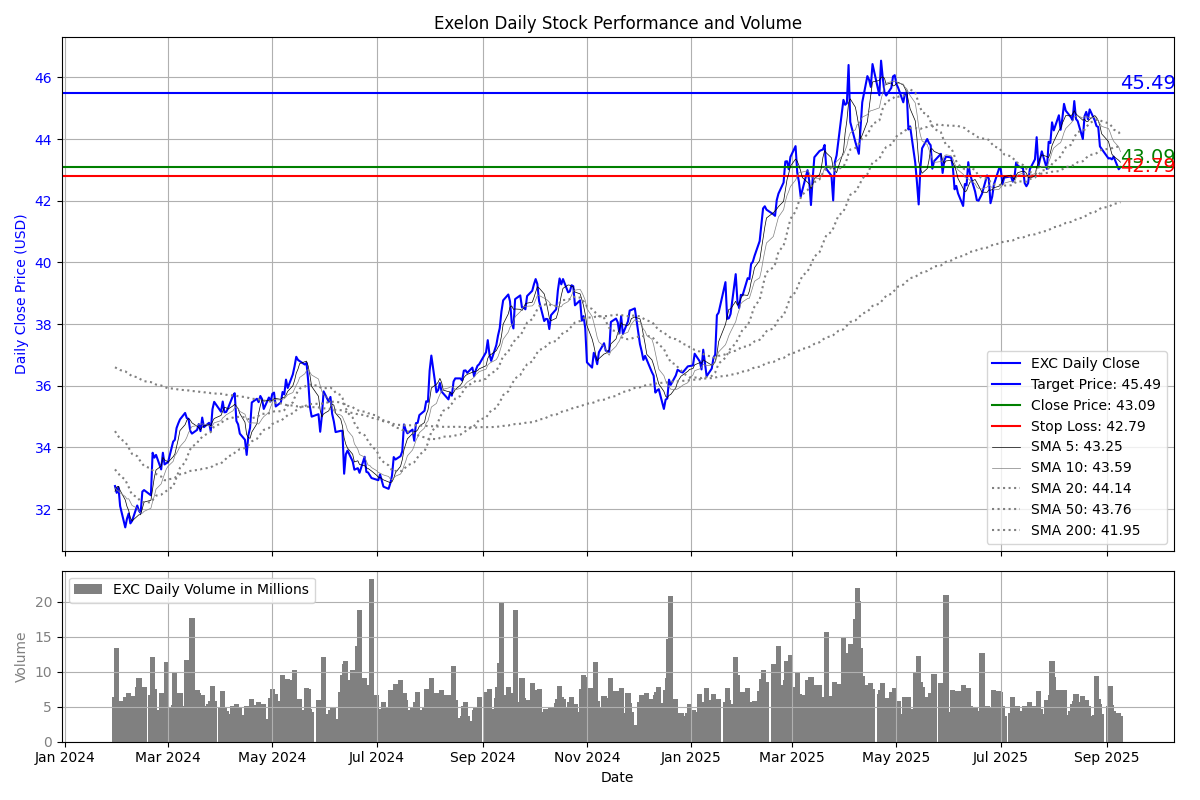 Exelon Daily Stock Performance and Volume
Daily Close Price (USD)
46
44
42
40
38
36
34
32
45.49
43.09
42.79
EXC Daily Close
Target Price: 45.49
Close Price: 43.09
Stop Loss: 42.79
SMA 5: 43.25
SMA 10: 43.59
SMA 20: 44.14
SMA 50: 43.76
SMA 200: 41.95
EXC Daily Volume in Millions
Volume
20
15
10
5
0
Jan 2024 Mar 2024 May 2024 Jul 2024 Sep 2024 Nov 2024 Jan 2025 Mar 2025 May 2025 Jul 2025 Sep 2025
Date